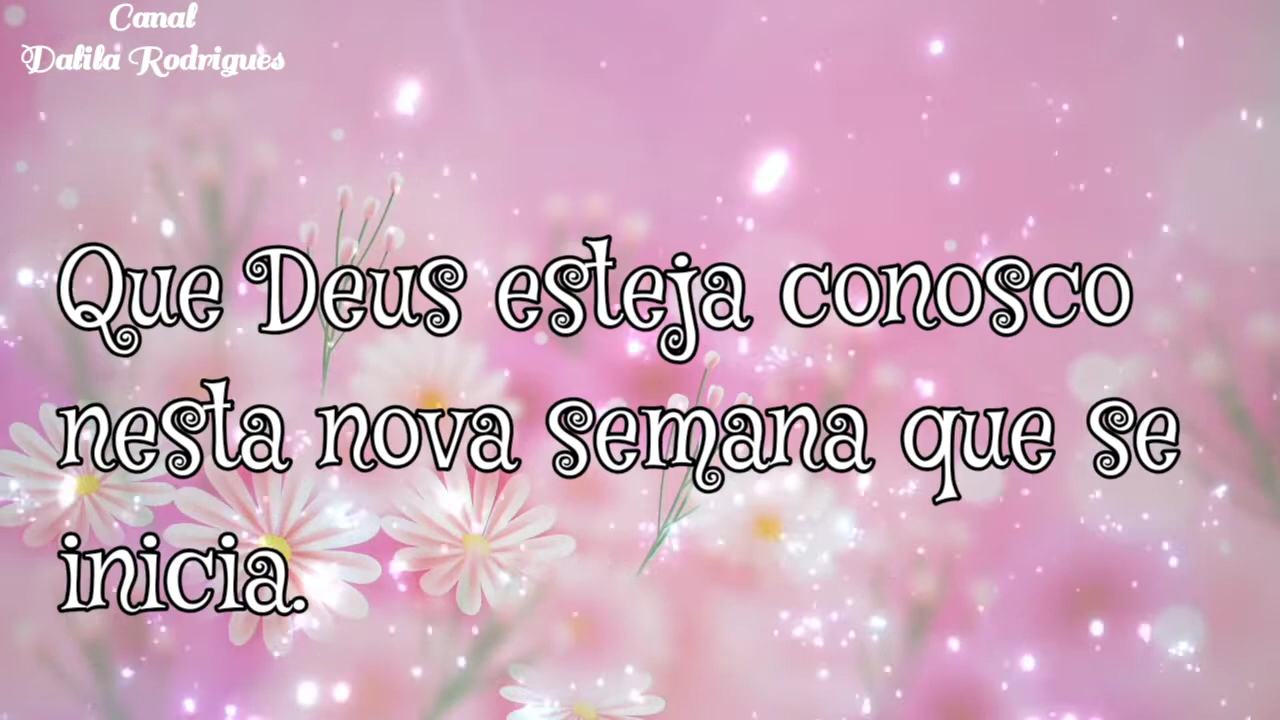 Canal
Dalila Rodrigues
Que Deus esteja conosco
nesta nova semana que se
inicia.